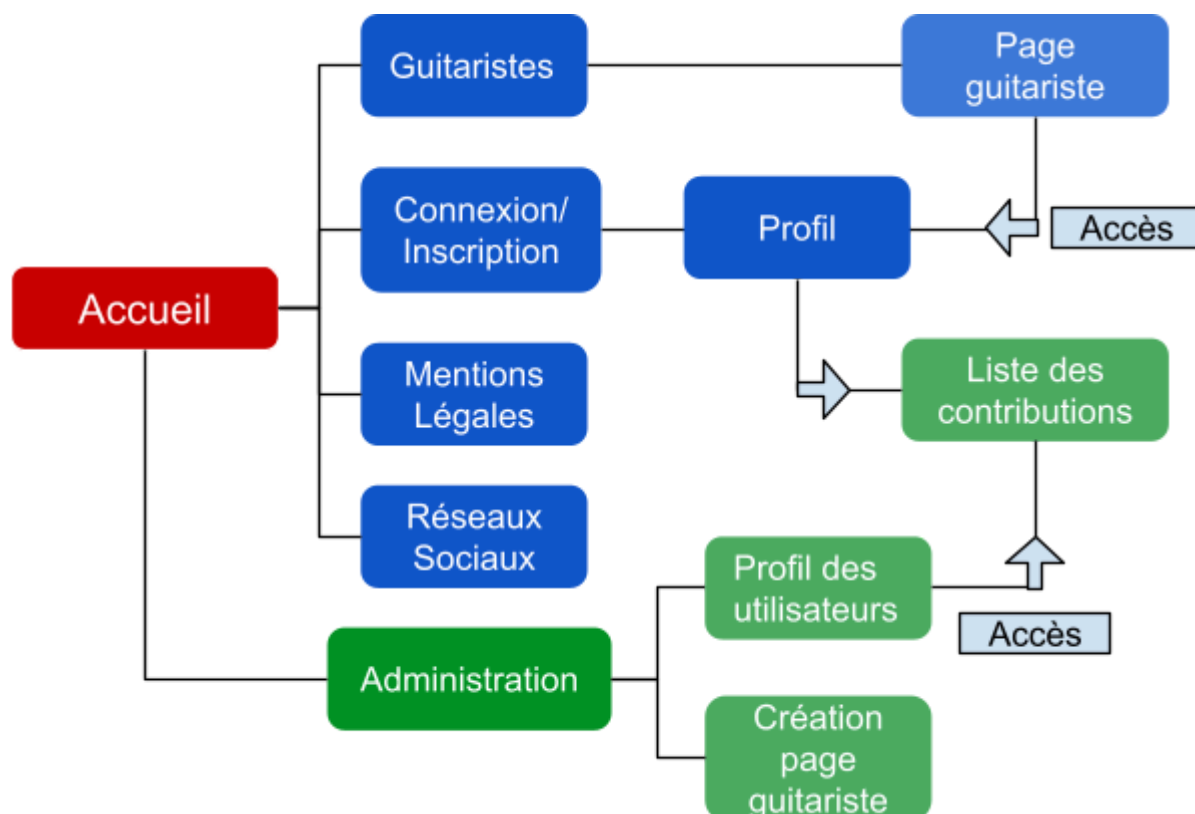 Guitaristes
Page
guitariste
Connexion/
Inscription
Profil
Accès
Accueil
Mentions
Légales
Liste des
contributions
Réseaux
Sociaux
Profil des
utilisateurs
Accès
Administration
Création
page
guitariste